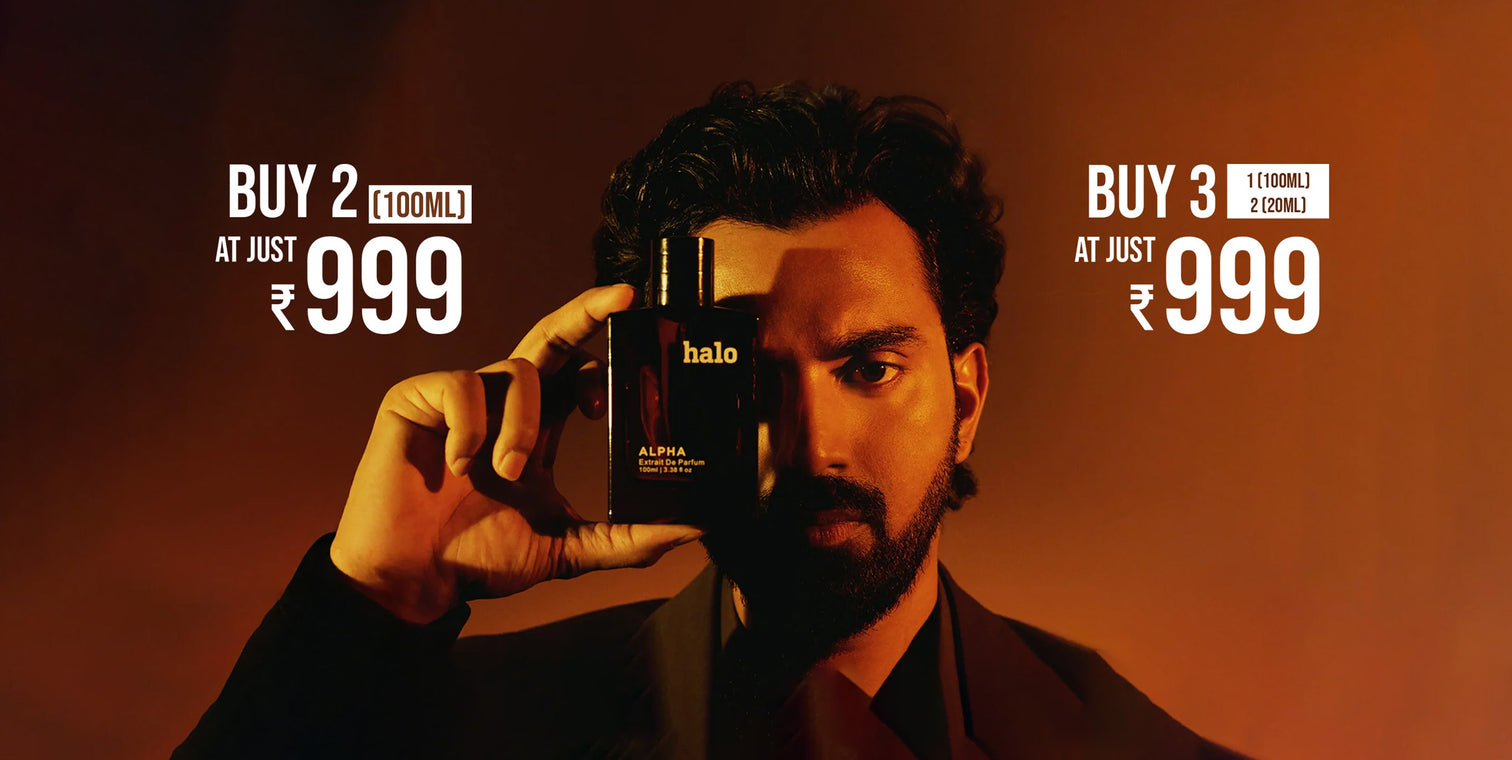 BUY 2 (100ML)
AT JUST
₹999
halo
ALPHA
Extrait De Parfum
100ml | 3.38 fl oz
BUY 3 1 (100ML)
2 (20ML)
AT JUST
₹999